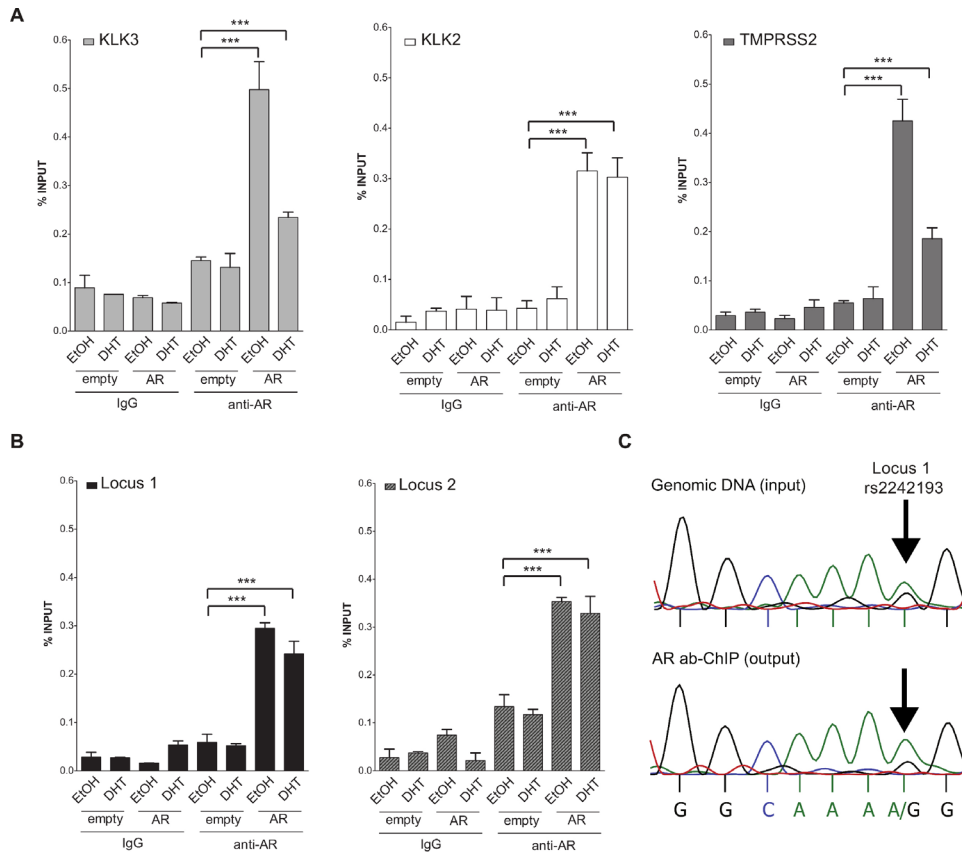 A
KLK3
KLK2
TMPRSS2
***
***
***
***
***
***
% INPUT
0.6
0.5
0.4
0.3
0.2
0.1
0.0
EtOH DHT EtOH DHT EtOH DHT EtOH DHT
empty AR empty AR
IgG anti-AR
% INPUT
0.6
0.5
0.4
0.3
0.2
0.1
0.0
EtOH DHT EtOH DHT EtOH DHT EtOH DHT
empty AR empty AR
IgG anti-AR
% INPUT
0.6
0.5
0.4
0.3
0.2
0.1
0.0
EtOH DHT EtOH DHT EtOH DHT EtOH DHT
empty AR empty AR
IgG anti-AR
B
Locus 1
Locus 2
***
***
***
***
% INPUT
0.6
0.5
0.4
0.3
0.2
0.1
0.0
EtOH DHT EtOH DHT EtOH DHT EtOH DHT
empty AR empty AR
IgG anti-AR
% INPUT
0.6
0.5
0.4
0.3
0.2
0.1
0.0
EtOH DHT EtOH DHT EtOH DHT EtOH DHT
empty AR empty AR
IgG anti-AR
C
Locus 1
rs2242193
Genomic DNA (input)
AR ab-ChIP (output)
G G C A A A A/G G